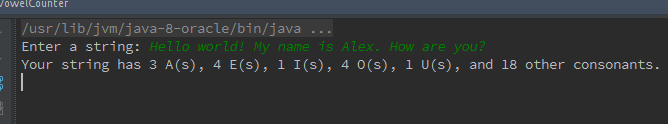 VowelCounter
/usr/lib/jvm/java-8-oracle/bin/java ...
Enter a string: Hello world! My name is Alex. How are you?
Your string has 3 A(s), 4 E(s), 1 I(s), 4 O(s), 1 U(s), and 18 other consonants.